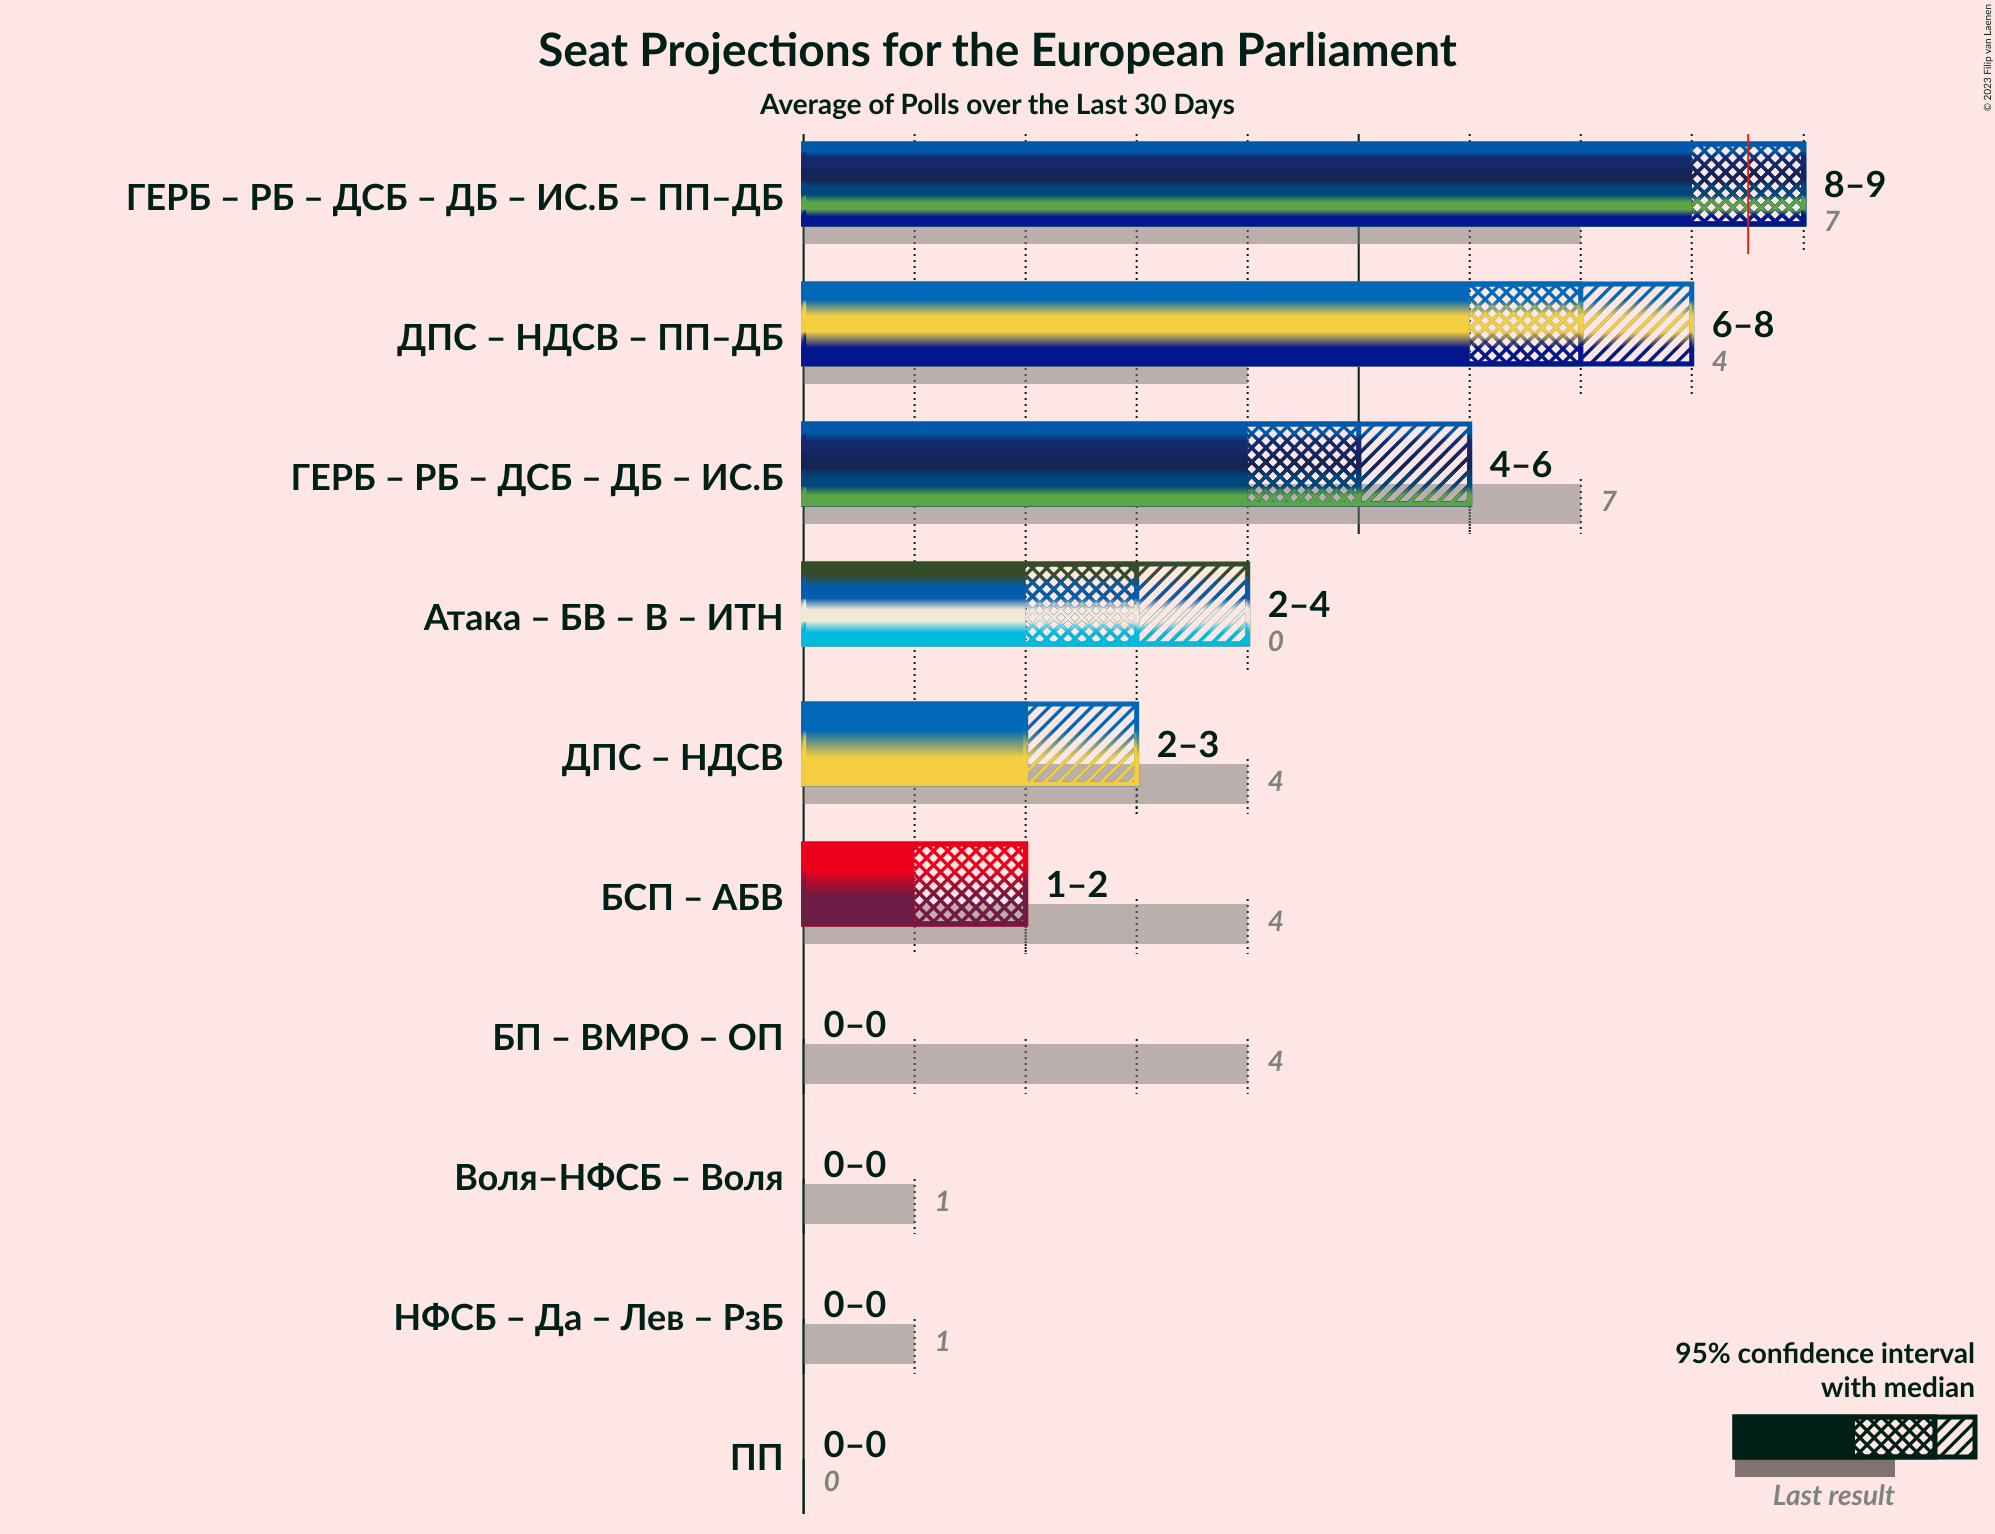 Seat Projections for the European Parliament
Average of Polls over the Last 30 Days
© 2023 Filip van Laenen
ГЕРБ – РБ – ДСБ – ДБ – ИС.Б – ПП–ДБ
8–9
7
ДПС – НДСВ – ПП–ДБ
6–8
4
ГЕРБ – РБ – ДСБ – ДБ – ИС.Б
4–6
7
Атака – БВ – В – ИТН
2–4
0
ДПС – НДСВ
2–3
4
БСП – АБВ
1–2
4
БП – ВМРО – ОП
0–0
4
Воля–НФСБ – Воля
0–0
1
НФСБ – Да – Лев – РзБ
0–0
1
ПП
0–0
0
95% confidence interval
with median
Last result